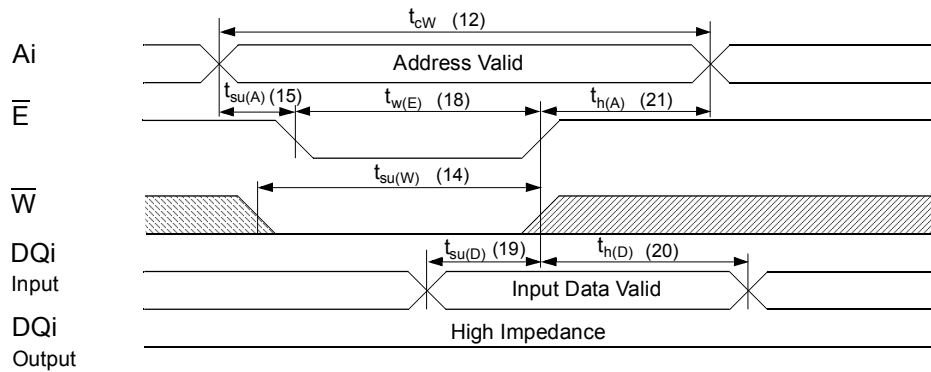 tcW (12)
Ai
Address Valid
tsu(A) (15)
tw(E) (18)
th(A) (21)
E̅
tsu(W) (14)
W̅
DQi
Input
tsu(D) (19)
th(D) (20)
Input Data Valid
DQi
Output
High Impedance